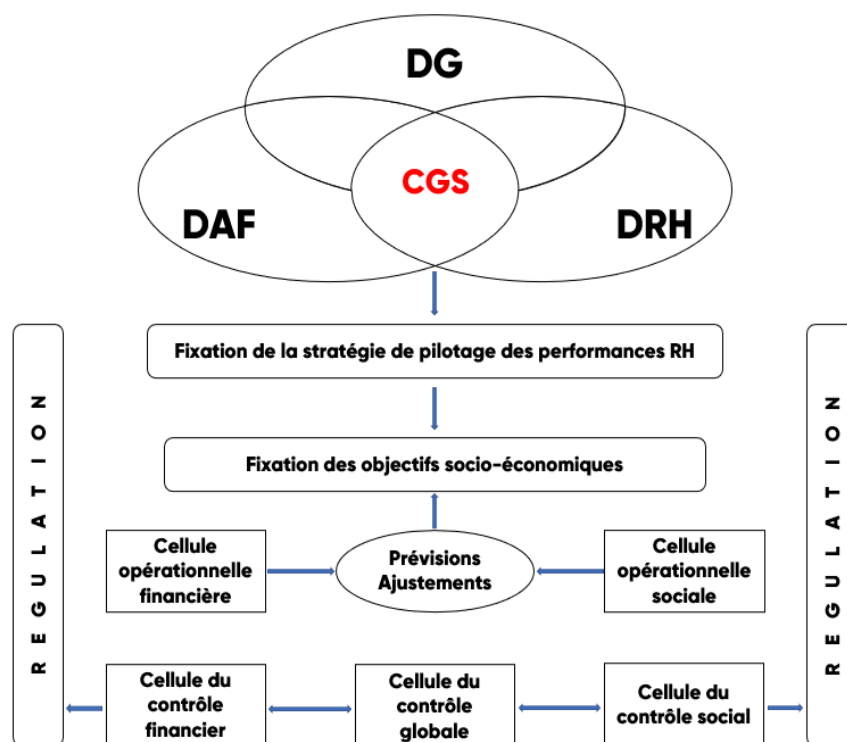 DG
CGS
DAF
DRH
Fixation de la stratégie de pilotage des performances RH
Fixation des objectifs socio-économiques
REGULATION
REGULATION
Cellule
opérationnelle
financière
Prévisions
Ajustements
Cellule
opérationnelle
sociale
Cellule du
contrôle
financier
Cellule du
contrôle
globale
Cellule du
contrôle social